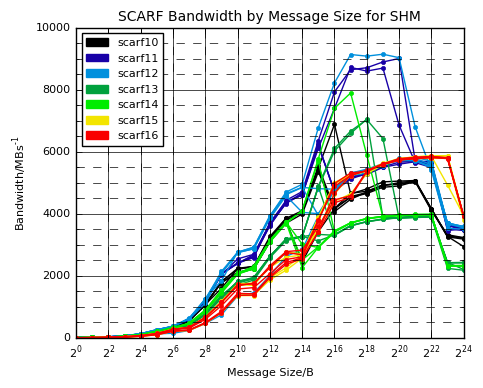 SCARF Bandwidth by Message Size for SHM
10000
8000
6000
4000
2000
0
Bandwidth/MBs⁻¹
scarf10
scarf11
scarf12
scarf13
scarf14
scarf15
scarf16
2⁰ 2² 2⁴ 2⁶ 2⁸ 2¹⁰ 2¹² 2¹⁴ 2¹⁶ 2¹⁸ 2²⁰ 2²² 2²⁴
Message Size/B